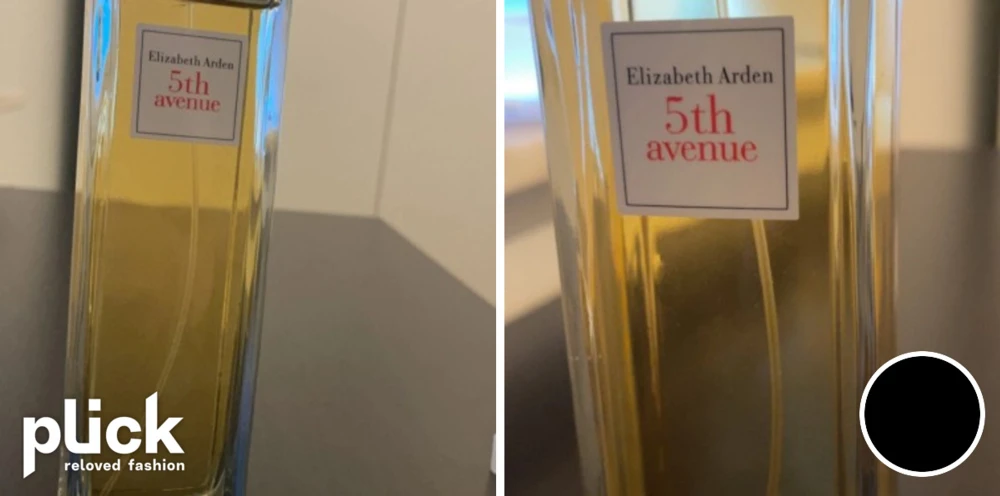 Elizabeth Arden
5th
avenue
plick
reloved fashion
Elizabeth Arden
5th
avenue